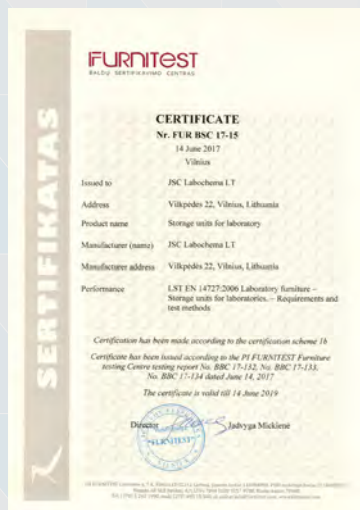 FURNITEST
BALDŲ SERTIFIKAVIMO CENTRAS
SERTIFIKATAS
CERTIFICATE
Nr. FUR BSC 17-15
14 June 2017
Vilnius
Issued to JSC Labochema LT
Address Vilkpėdės 22, Vilnius, Lithuania
Product name Storage units for laboratory
Manufacturer (name) JSC Labochema LT
Manufacturer address Vilkpėdės 22, Vilnius, Lithuania
Performance LST EN 14727:2006 Laboratory furniture –
Storage units for laboratories. – Requirements and
test methods
Certification has been made according to the certification scheme 1b
Certificate has been issued according to the PI FURNITEST Furniture
testing Centre testing report No. BBC 17-132, No. BBC 17-133,
No. BBC 17-134 dated June 14, 2017
The certificate is valid till 14 June 2019
Director Jadvyga Mickienė
"FURNITEST"